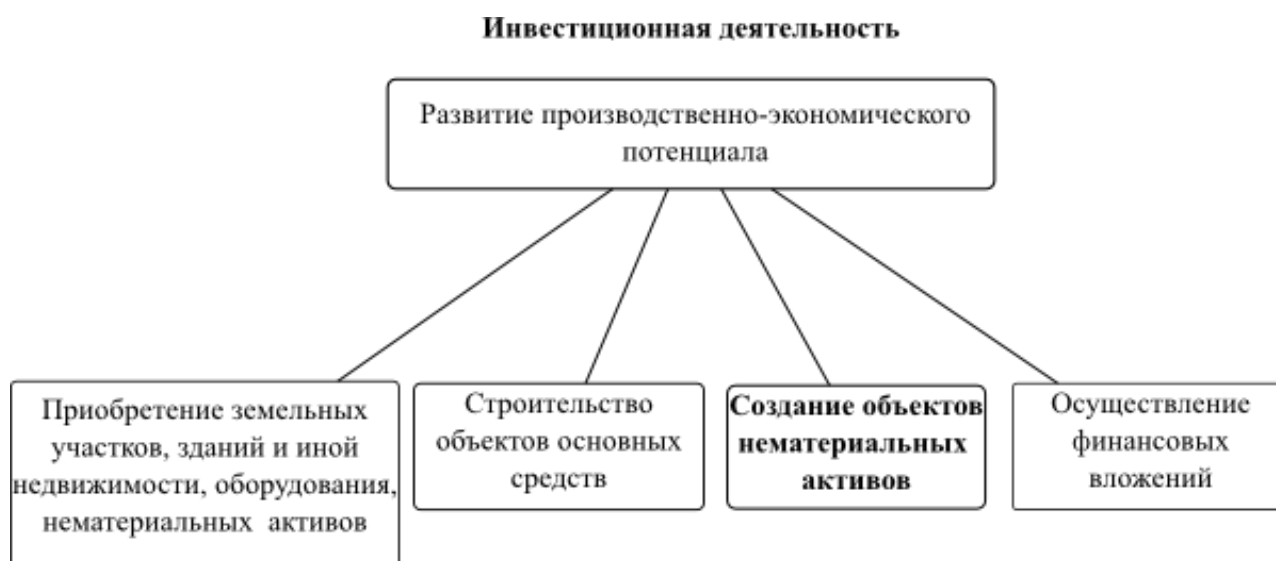 Инвестиционная деятельность
Развитие производственно-экономического
потенциала
Приобретение земельных
участков, зданий и иной
недвижимости, оборудования,
нематериальных активов
Строительство
объектов основных
средств
Создание объектов
нематериальных
активов
Осуществление
финансовых
вложений